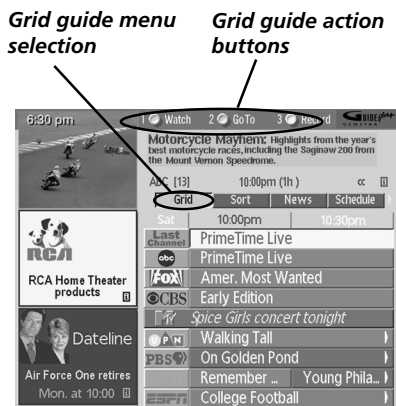 Grid guide menu selection
Grid guide action buttons
6:30 pm
1 Watch 2 GoTo 3 Record GUIDE Plus+ GEMSTAR
Motorcycle Mayhem: Highlights from the year's
best motorcycle races, including the Saginaw 200 from
the Mount Vernon Speedrome.
ABC [13] 10:00pm (1h) cc
Grid Sort News Schedule
Sat 10:00pm 10:30pm
Last Channel PrimeTime Live
abc PrimeTime Live
FOX Amer. Most Wanted
CBS Early Edition
Spice Girls concert tonight
UPN Walking Tall
PBS On Golden Pond
Remember ... Young Phila...
ESPN College Football
RCA
RCA Home Theater
products
Dateline
Air Force One retires
Mon. at 10:00